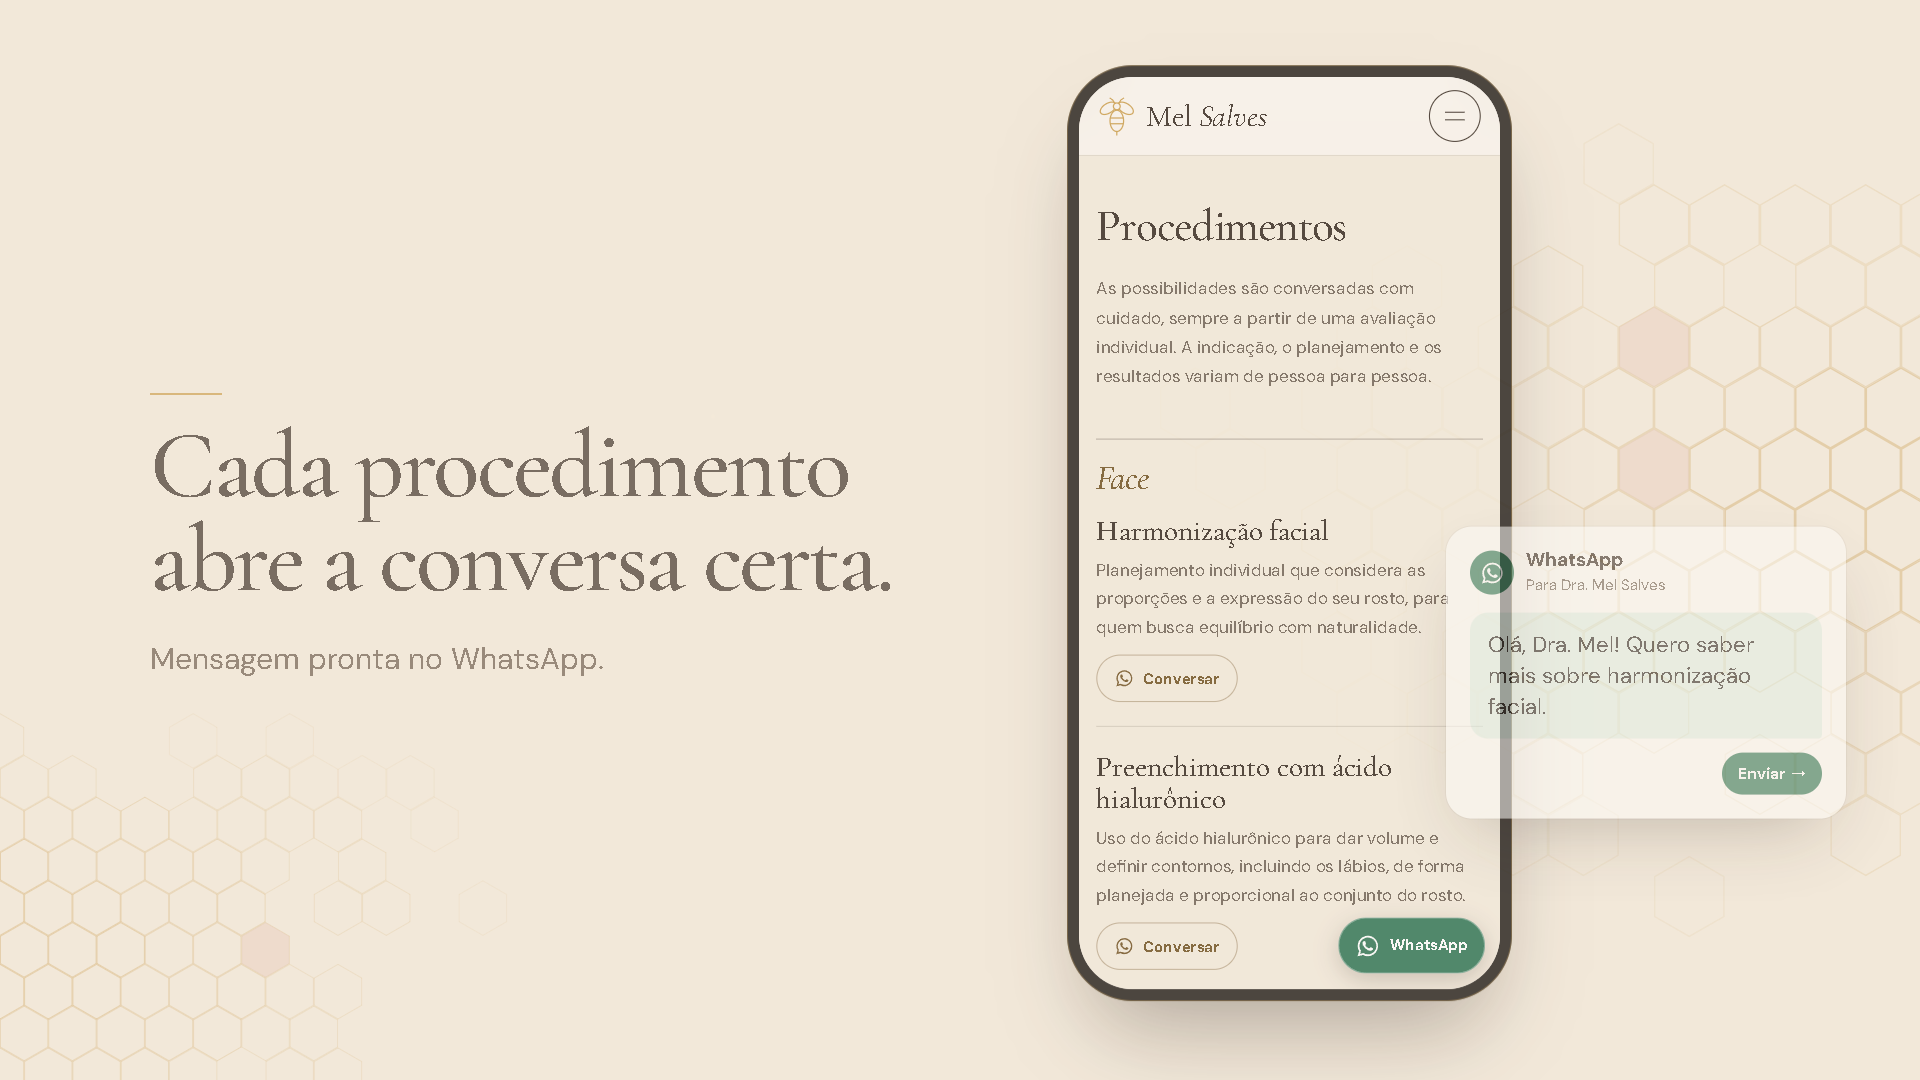 Cada procedimento
abre a conversa certa.
Mensagem pronta no WhatsApp.
Mel Salves
Procedimentos
As possibilidades são conversadas com
cuidado, sempre a partir de uma avaliação
individual. A indicação, o planejamento e os
resultados variam de pessoa para pessoa.
Face
Harmonização facial
Planejamento individual que considera as
proporções e a expressão do seu rosto, para
quem busca equilíbrio com naturalidade.
Conversar
Preenchimento com ácido
hialurônico
Uso do ácido hialurônico para dar volume e
definir contornos, incluindo os lábios, de forma
planejada e proporcional ao conjunto do rosto.
Conversar
WhatsApp
WhatsApp
Para Dra. Mel Salves
Olá, Dra. Mel! Quero saber
mais sobre harmonização
facial.
Enviar →